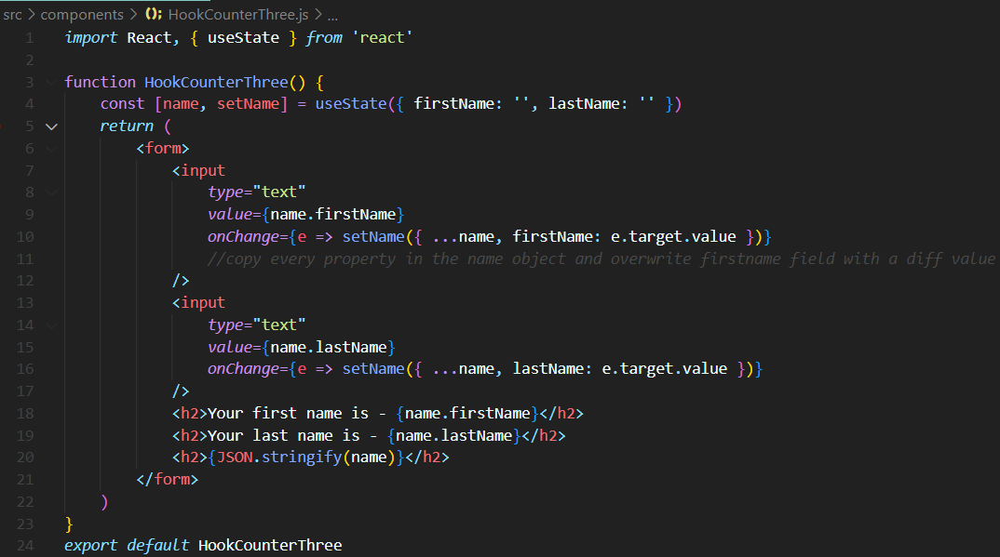 src > components > HookCounterThree.js > ...
1 import React, { useState } from 'react'
2
3 function HookCounterThree() {
4 const [name, setName] = useState({ firstName: '', lastName: '' })
5 return (
6 <form>
7 <input
8 type="text"
9 value={name.firstName}
10 onChange={e => setName({ ...name, firstName: e.target.value })}
11 //copy every property in the name object and overwrite firstname field with a diff value
12 />
13 <input
14 type="text"
15 value={name.lastName}
16 onChange={e => setName({ ...name, lastName: e.target.value })}
17 />
18 <h2>Your first name is - {name.firstName}</h2>
19 <h2>Your last name is - {name.lastName}</h2>
20 <h2>{JSON.stringify(name)}</h2>
21 </form>
22 )
23 }
24 export default HookCounterThree